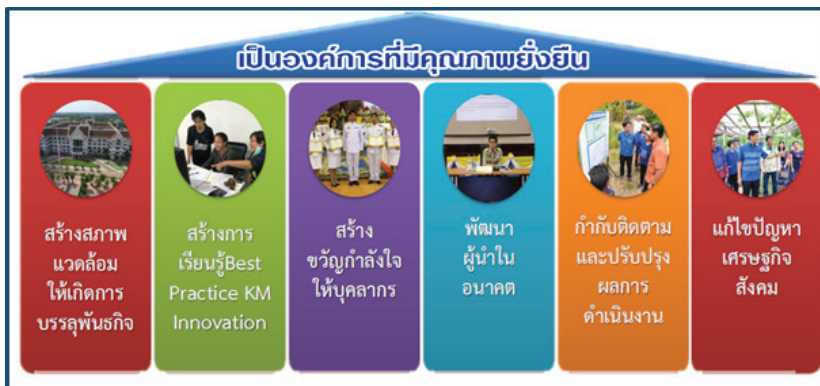 เป็นองค์การที่มีคุณภาพยั่งยืน
สร้างสภาพ
แวดล้อม
ให้เกิดการ
บรรลุพันธกิจ
สร้างการ
เรียนรู้Best
Practice KM
Innovation
สร้าง
ขวัญกำลังใจ
ให้บุคลากร
พัฒนา
ผู้นำใน
อนาคต
กำกับติดตาม
และปรับปรุง
ผลการ
ดำเนินงาน
แก้ไขปัญหา
เศรษฐกิจ
สังคม